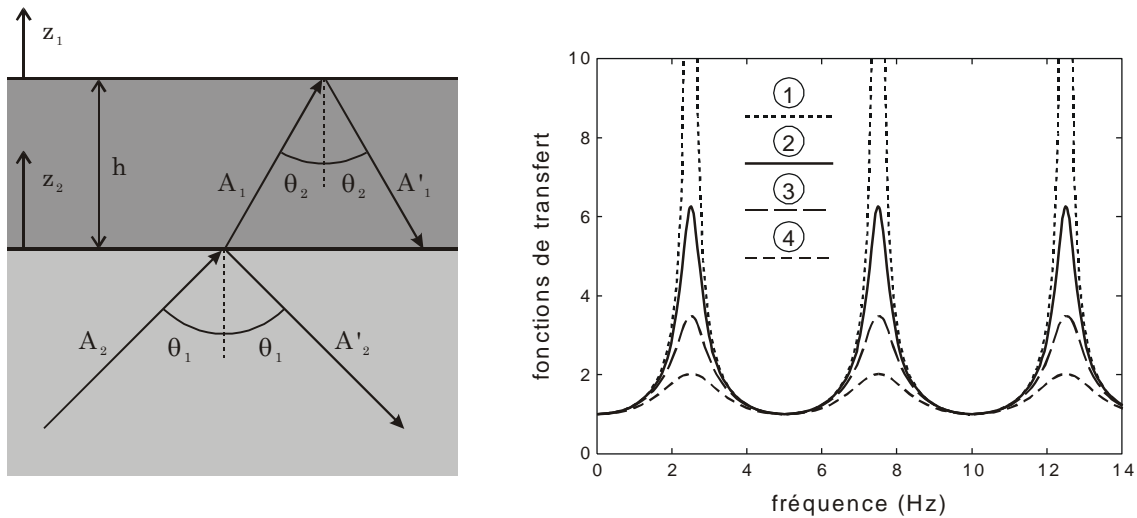 z₁
z₂
h
A₁
θ₂ θ₂
A'₁
A₂
θ₁ θ₁
A'₂
fonctions de transfert
10
8
6
4
2
0
1
2
3
4
0 2 4 6 8 10 12 14
fréquence (Hz)